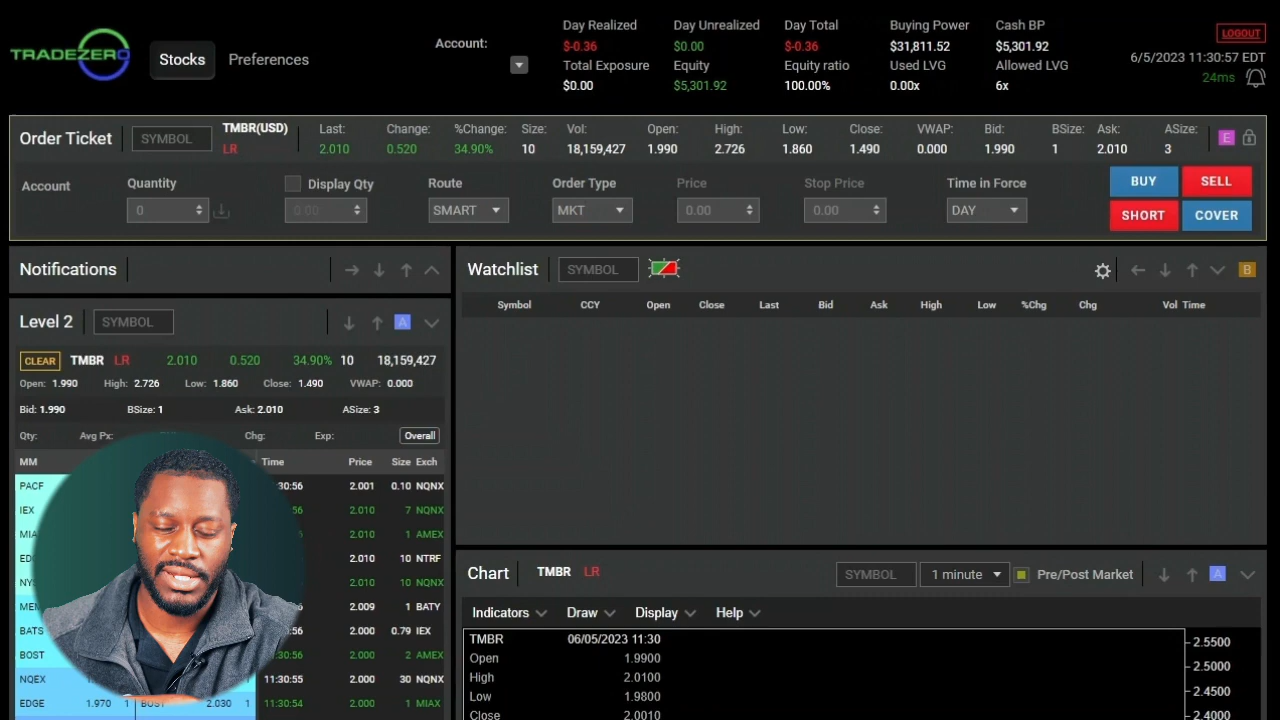 TRADEZERO
Stocks Preferences
Account:
Day Realized Day Unrealized Day Total Buying Power Cash BP
$-0.36 $0.00 $-0.36 $31,811.52 $5,301.92
Total Exposure Equity Equity ratio Used LVG Allowed LVG
$0.00 $5,301.92 100.00% 0.00x 6x
LOGOUT
6/5/2023 11:30:57 EDT
24ms
Order Ticket SYMBOL TMBR(USD) LR
Last: Change: %Change: Size: Vol: Open: High: Low: Close: VWAP: Bid: BSize: Ask: ASize:
2.010 0.520 34.90% 10 18,159,427 1.990 2.726 1.860 1.490 0.000 1.990 1 2.010 3
E
Account Quantity Display Qty Route Order Type Price Stop Price Time in Force
0 0.00 SMART MKT 0.00 0.00 DAY
BUY SELL
SHORT COVER
Notifications
Watchlist SYMBOL B
Symbol CCY Open Close Last Bid Ask High Low %Chg Chg Vol Time
Level 2 SYMBOL A
CLEAR TMBR LR 2.010 0.520 34.90% 10 18,159,427
Open: 1.990 High: 2.726 Low: 1.860 Close: 1.490 VWAP: 0.000
Bid: 1.990 BSize: 1 Ask: 2.010 ASize: 3
Qty: Avg Px: Chg: Exp: Overall
MM Time Price Size Exch
PACF 30:56 2.001 0.10 NQNX
IEX 56 2.010 7 NQNX
MIA 2.010 1 AMEX
ED 2.010 10 NTRF
NY 2.010 10 NQNX
MEM 2.009 1 BATY
BATS 56 2.000 0.79 IEX
BOST 30:56 2.000 2 AMEX
NQEX 11:30:55 2.000 30 NQNX
EDGE 1.970 1 BOST 2.030 1 11:30:54 2.000 1 MIAX
Chart TMBR LR SYMBOL 1 minute Pre/Post Market A
Indicators Draw Display Help
TMBR 06/05/2023 11:30
Open 1.9900
High 2.0100
Low 1.9800
Close 2.0010
2.5500
2.5000
2.4500
2.4000